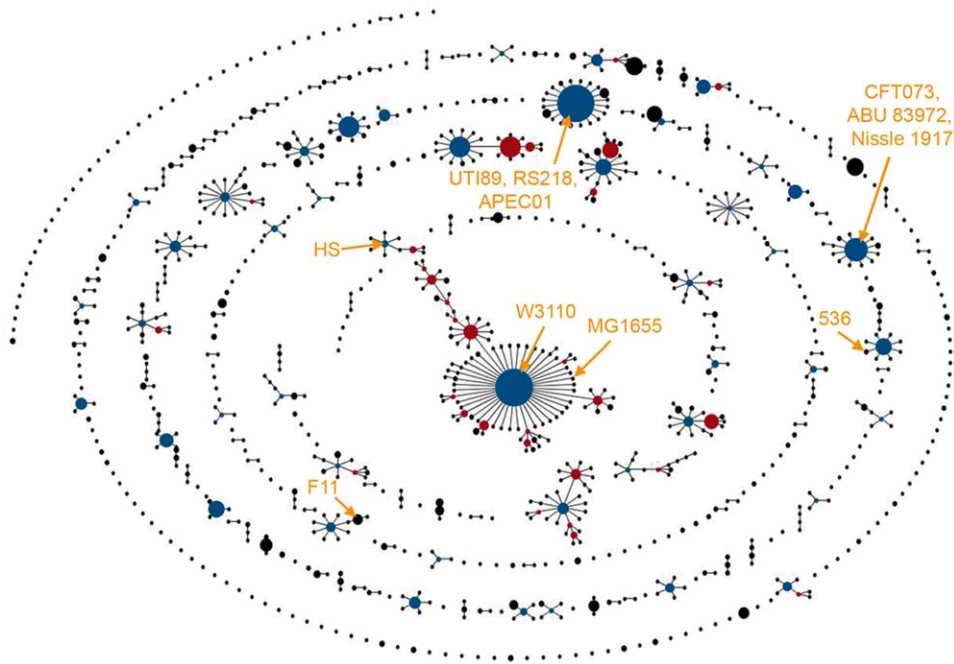 CFT073,
ABU 83972,
Nissle 1917
UTI89, RS218,
APEC01
HS
W3110
MG1655
536
F11